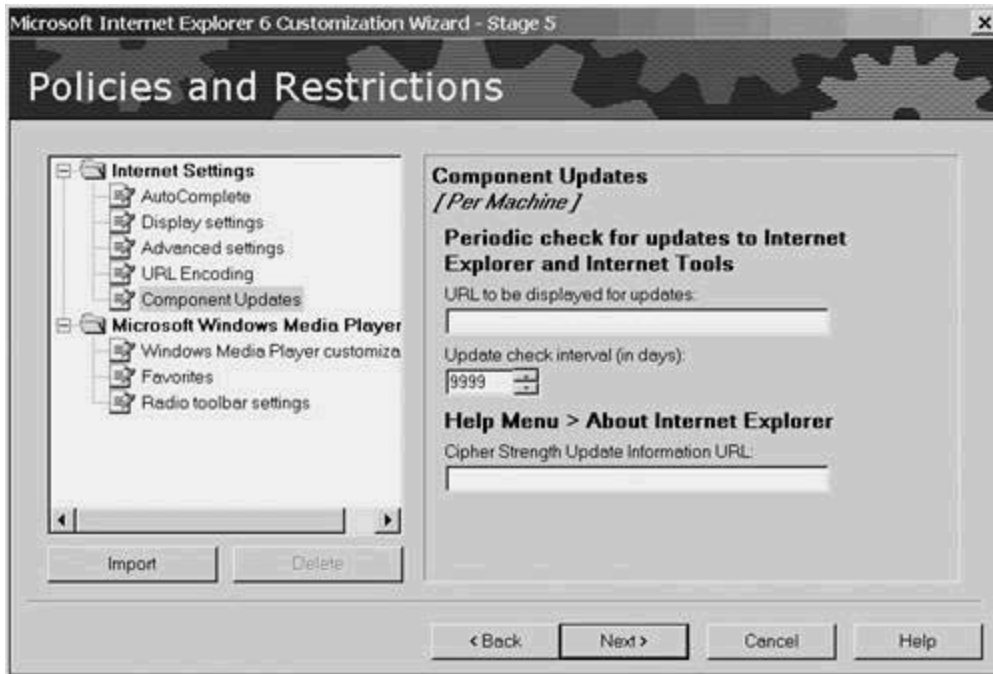 Microsoft Internet Explorer 6 Customization Wizard - Stage 5
Policies and Restrictions
Internet Settings
AutoComplete
Display settings
Advanced settings
URL Encoding
Component Updates
Microsoft Windows Media Player
Windows Media Player customiza
Favorites
Radio toolbar settings
Import
Delete
Component Updates
[ Per Machine ]
Periodic check for updates to Internet
Explorer and Internet Tools
URL to be displayed for updates:
Update check interval (in days):
9999
Help Menu > About Internet Explorer
Cipher Strength Update Information URL:
< Back
Next >
Cancel
Help